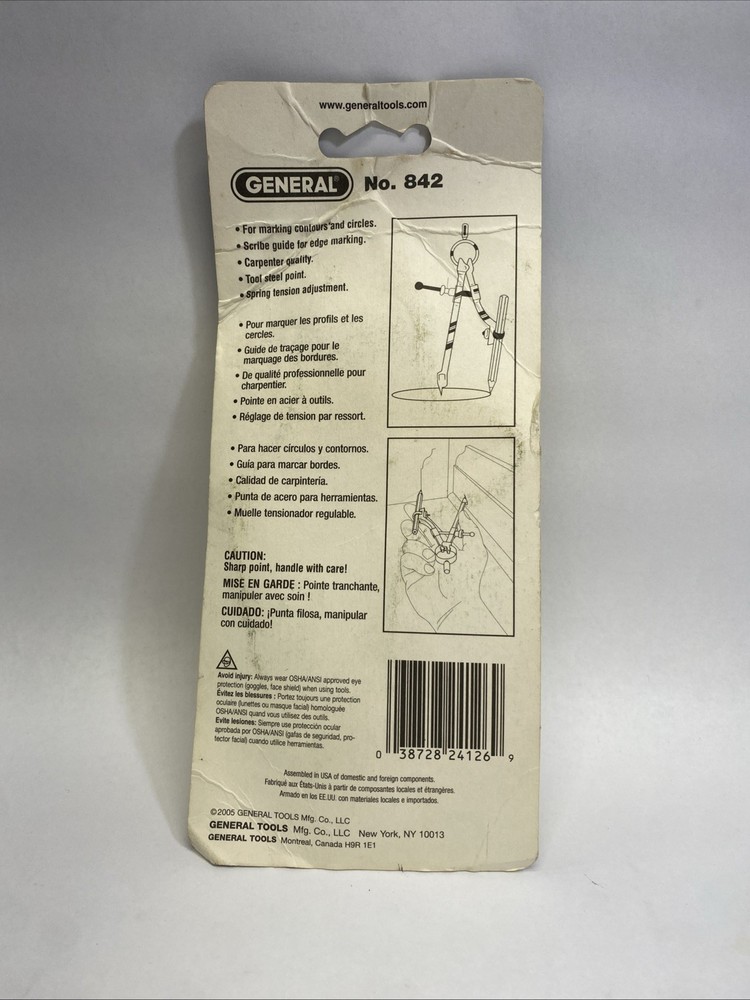 www.generaltools.com
GENERAL® No. 842
• For marking contours and circles.
• Scribe guide for edge marking.
• Carpenter quality.
• Tool steel point.
• Spring tension adjustment.
• Pour marquer les profils et les
cercles.
• Guide de traçage pour le
marquage des bordures.
• De qualité professionnelle pour
charpentier.
• Pointe en acier à outils.
• Réglage de tension par ressort.
• Para hacer círculos y contornos.
• Guía para marcar bordes.
• Calidad de carpintería.
• Punta de acero para herramientas.
• Muelle tensionador regulable.
CAUTION:
Sharp point, handle with care!
MISE EN GARDE : Pointe tranchante,
manipuler avec soin !
CUIDADO: ¡Punta filosa, manipular
con cuidado!
Avoid injury: Always wear OSHA/ANSI approved eye
protection (goggles, face shield) when using tools.
Évitez les blessures : Portez toujours une protection
oculaire (lunettes ou masque facial) homologuée
OSHA/ANSI quand vous utilisez des outils.
Evite lesiones: Siempre use protección ocular
aprobada por OSHA/ANSI (gafas de seguridad, pro-
tector facial) cuando utilice herramientas.
0 38728 24126 9
Assembled in USA of domestic and foreign components.
Fabriqué aux États-Unis à partir de composantes locales et étrangères.
Armado en los EE.UU. con materiales locales e importados.
©2005 GENERAL TOOLS Mfg. Co., LLC
GENERAL TOOLS Mfg. Co., LLC New York, NY 10013
GENERAL TOOLS Montreal, Canada H9R 1E1